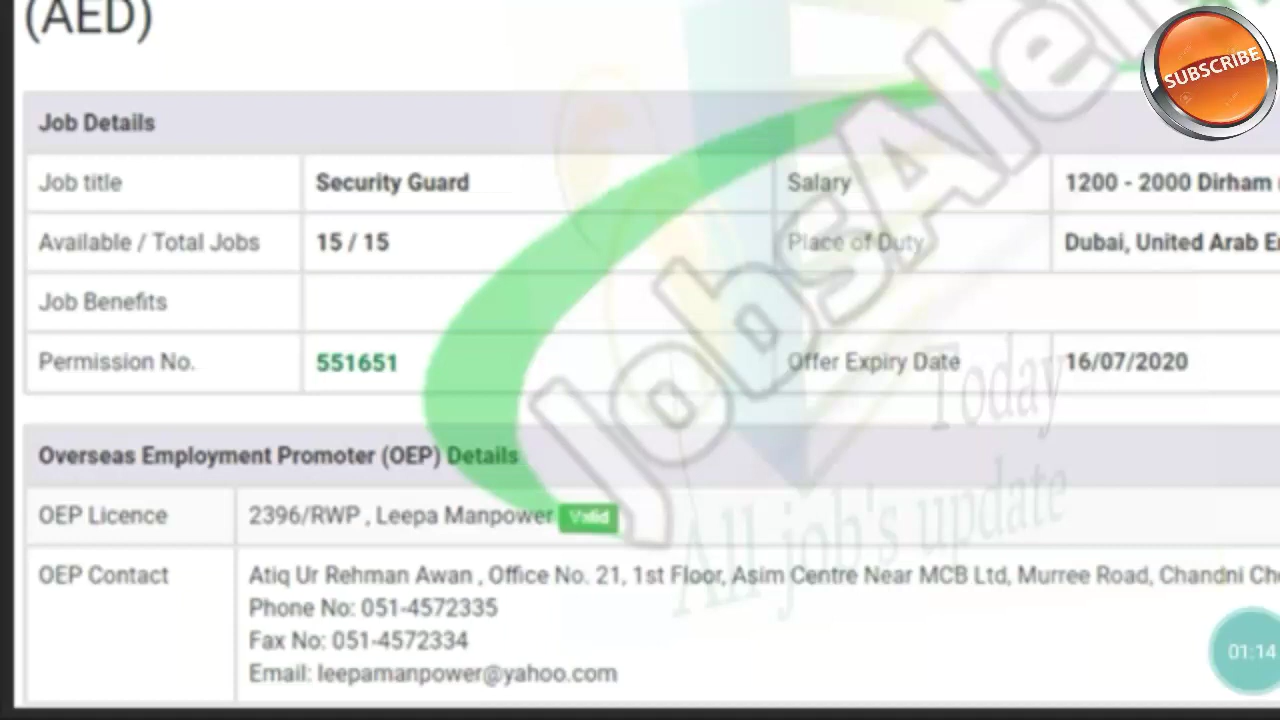 (AED)
SUBSCRIBE
Job Details
Job title Security Guard Salary 1200 - 2000 Dirham
Available / Total Jobs 15 / 15 Place of Duty Dubai, United Arab
Job Benefits
Permission No. 551651 Offer Expiry Date 16/07/2020
Overseas Employment Promoter (OEP) Details
OEP Licence 2396/RWP , Leepa Manpower Valid
OEP Contact Atiq Ur Rehman Awan , Office No. 21, 1st Floor, Asim Centre Near MCB Ltd, Murree Road, Chandni
Phone No: 051-4572335
Fax No: 051-4572334
Email: leepamanpower@yahoo.com
Today
All job's update
01:14